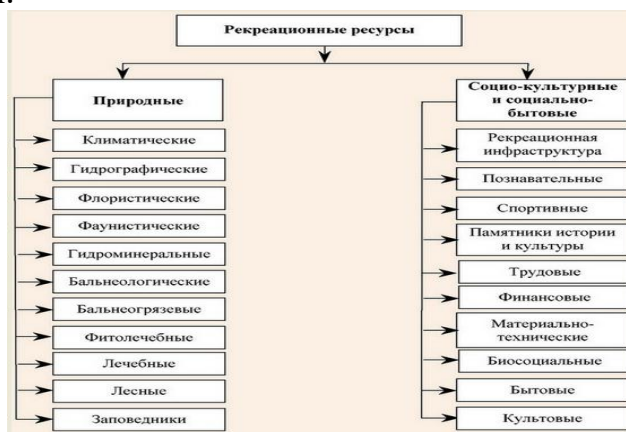 Рекреационные ресурсы
Природные
Климатические
Гидрографические
Флористические
Фаунистические
Гидроминеральные
Бальнеологические
Бальнеогрязевые
Фитолечебные
Лечебные
Лесные
Заповедники
Социо-культурные
и социально-
бытовые
Рекреационная
инфраструктура
Познавательные
Спортивные
Памятники истории
и культуры
Трудовые
Финансовые
Материально-
технические
Биосоциальные
Бытовые
Культовые